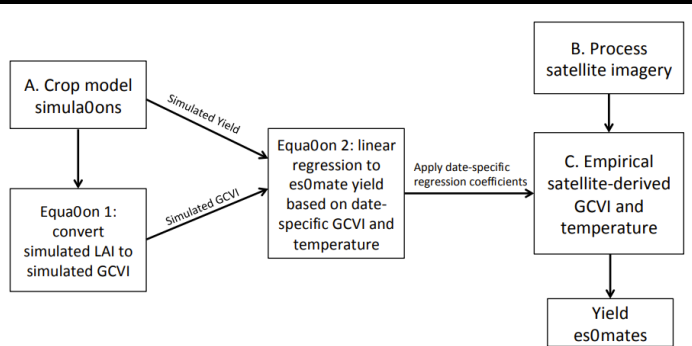 A. Crop model
simula0ons
Simulated Yield
Equa0on 1:
convert
simulated LAI to
simulated GCVI
Simulated GCVI
Equa0on 2: linear
regression to
es0mate yield
based on date-
specific GCVI and
temperature
Apply date-specific
regression coefficients
B. Process
satellite imagery
C. Empirical
satellite-derived
GCVI and
temperature
Yield
es0mates